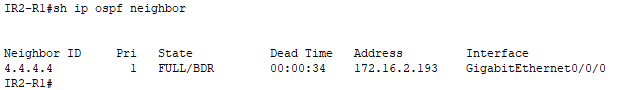 IR2-R1#sh ip ospf neighbor
Neighbor ID     Pri   State           Dead Time   Address         Interface
4.4.4.4           1   FULL/BDR        00:00:34    172.16.2.193    GigabitEthernet0/0/0
IR2-R1#